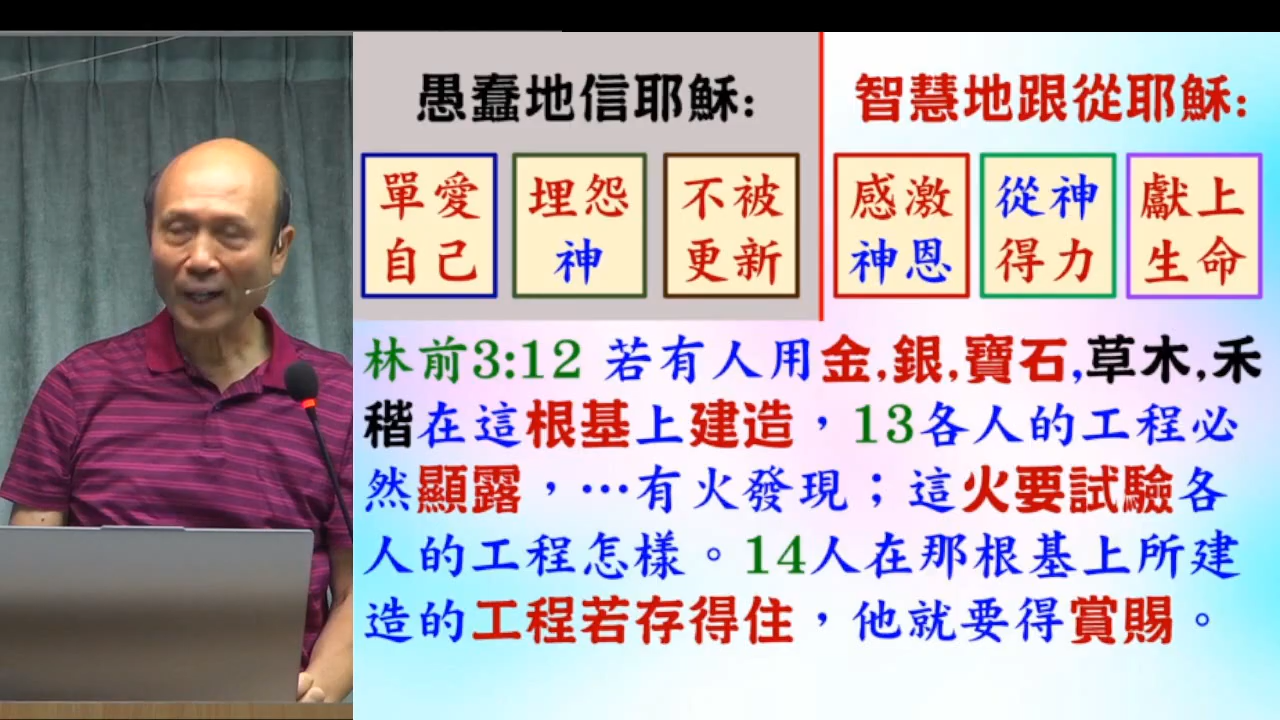 愚蠢地信耶穌:
單愛
自己
埋怨
神
不被
更新
智慧地跟從耶穌:
感激
神恩
從神
得力
獻上
生命
林前3:12 若有人用金,銀,寶石,草木,禾
稭在這根基上建造，13各人的工程必
然顯露，…有火發現；這火要試驗各
人的工程怎樣。14人在那根基上所建
造的工程若存得住，他就要得賞賜。